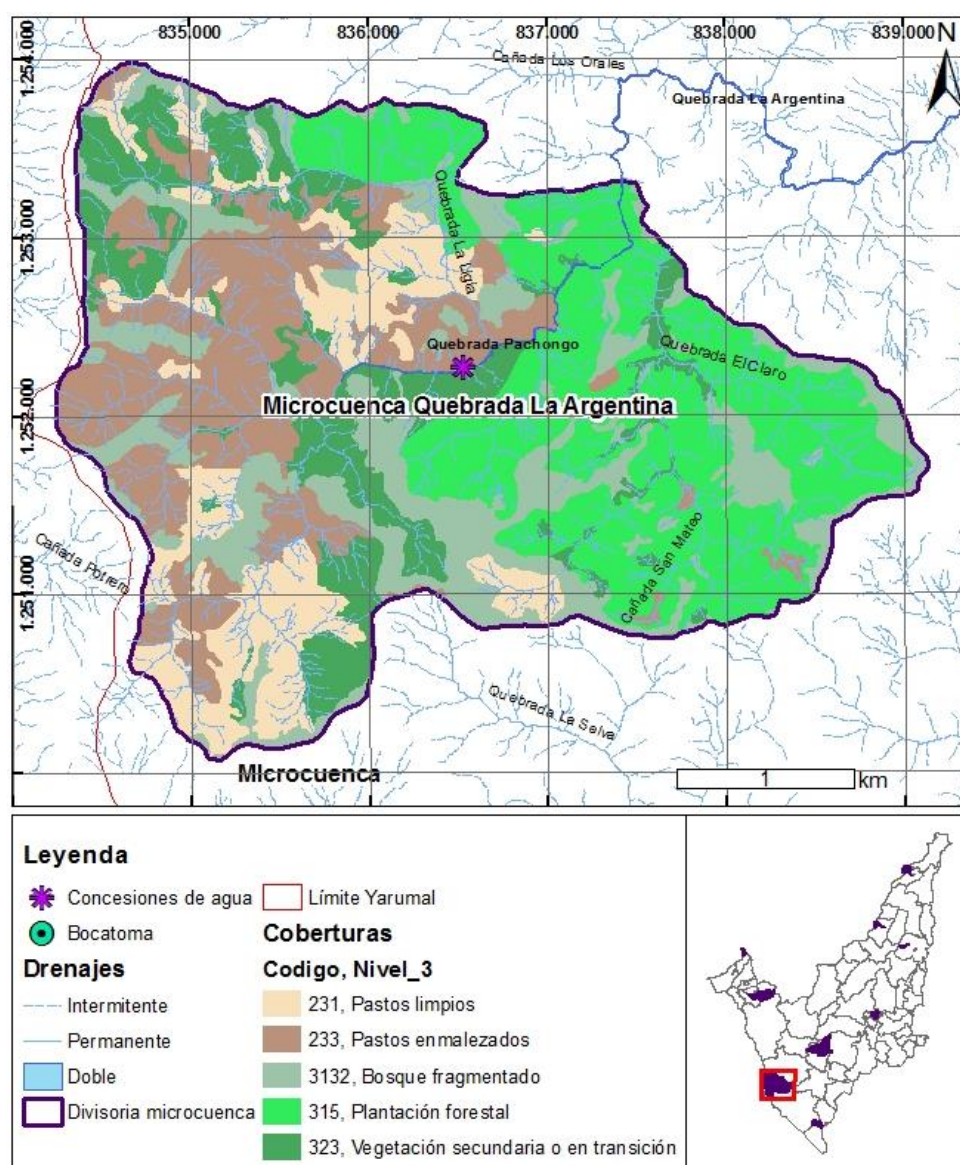 835.000 836.000 837.000 838.000 839.000
N
1.254.000
Cañada Los Orales
Quebrada La Argentina
Quebrada La Ligia
1.253.000
Quebrada Pachongo
Quebrada El Claro
Microcuenca Quebrada La Argentina
1.252.000
Cañada Potrero
Cañada San Mateo
1.251.000
Quebrada La Selva
Microcuenca
1 km
Leyenda
Concesiones de agua
Límite Yarumal
Bocatoma
Coberturas
Drenajes
Codigo, Nivel_3
Intermitente
231, Pastos limpios
Permanente
233, Pastos enmalezados
Doble
3132, Bosque fragmentado
Divisoria microcuenca
315, Plantación forestal
323, Vegetación secundaria o en transición